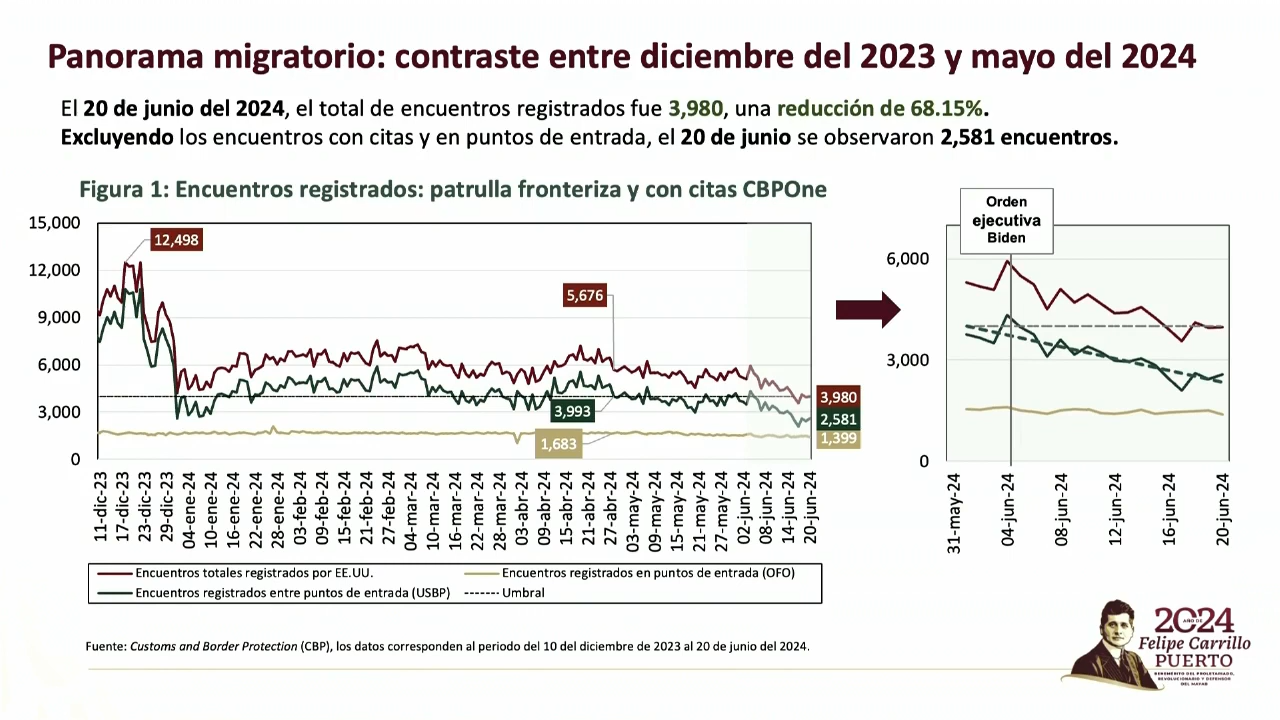 Panorama migratorio: contraste entre diciembre del 2023 y mayo del 2024
El 20 de junio del 2024, el total de encuentros registrados fue 3,980, una reducción de 68.15%.
Excluyendo los encuentros con citas y en puntos de entrada, el 20 de junio se observaron 2,581 encuentros.
Figura 1: Encuentros registrados: patrulla fronteriza y con citas CBPOne
15,000
12,000
9,000
6,000
3,000
0
12,498
5,676
3,993
1,683
3,980
2,581
1,399
11-dic-23
17-dic-23
23-dic-23
29-dic-23
04-ene-24
10-ene-24
16-ene-24
22-ene-24
28-ene-24
03-feb-24
09-feb-24
15-feb-24
21-feb-24
27-feb-24
04-mar-24
10-mar-24
16-mar-24
22-mar-24
28-mar-24
03-abr-24
09-abr-24
15-abr-24
21-abr-24
27-abr-24
03-may-24
09-may-24
15-may-24
21-may-24
27-may-24
02-jun-24
08-jun-24
14-jun-24
20-jun-24
Encuentros totales registrados por EE.UU.
Encuentros registrados en puntos de entrada (OFO)
Encuentros registrados entre puntos de entrada (USBP)
Umbral
Orden
ejecutiva
Biden
6,000
3,000
0
31-may-24
04-jun-24
08-jun-24
12-jun-24
16-jun-24
20-jun-24
Fuente: Customs and Border Protection (CBP), los datos corresponden al periodo del 10 del diciembre de 2023 al 20 de junio del 2024.
2024
AÑO DE
Felipe Carrillo
PUERTO
BENEMÉRITO DEL PROLETARIADO,
REVOLUCIONARIO Y DEFENSOR
DEL MAYAB